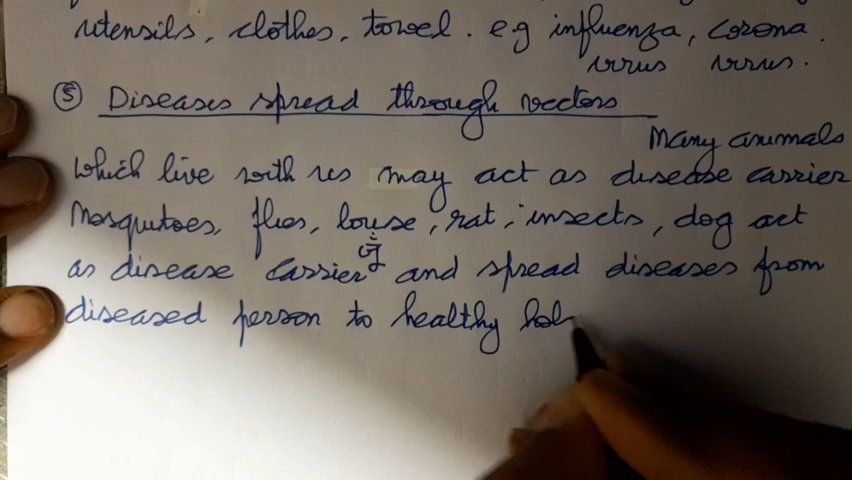 utensils, clothes, towel. e.g influenza, corona.
virus virus.
⑤ Diseases spread through vectors
Many animals
which live with us may act as disease carrier
Mosquitoes, flies, louse, rat, insects, dog act
as disease carrier and spread diseases from
diseased person to healthy